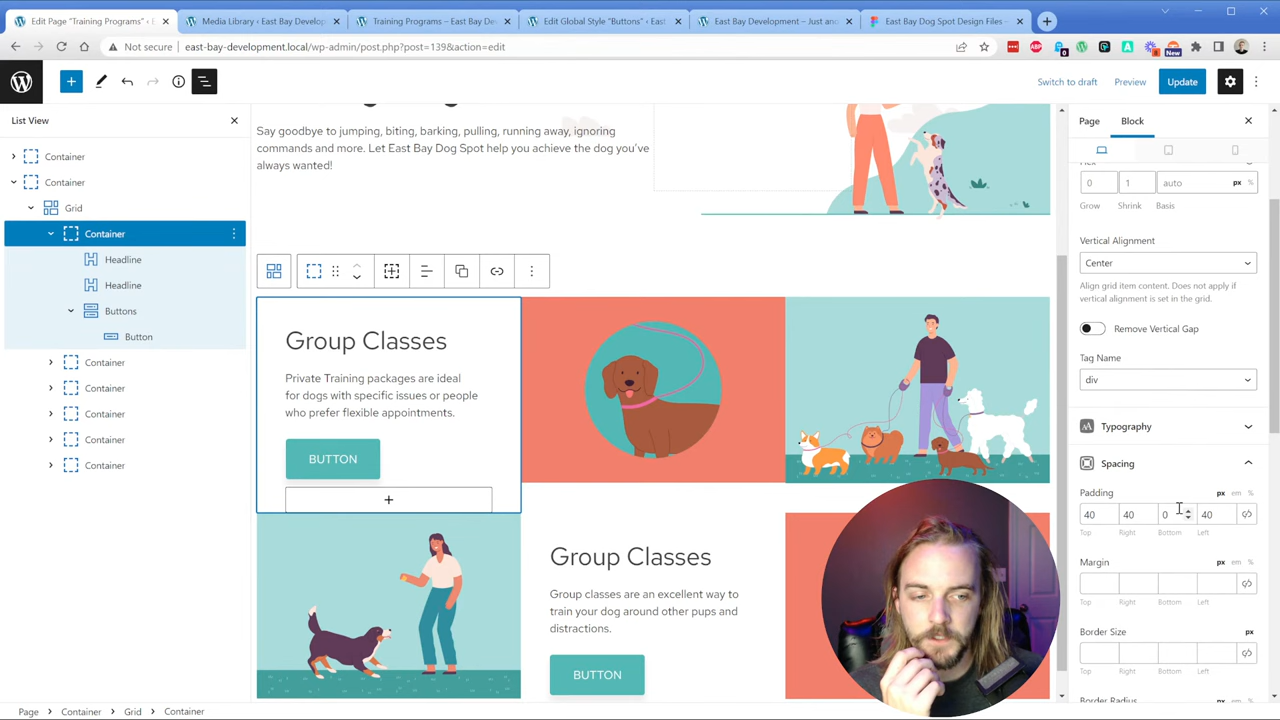 Edit Page "Training Programs" ‹ E
Media Library ‹ East Bay Develop
Training Programs – East Bay De
Edit Global Style "Buttons" ‹ East
East Bay Development – Just ano
East Bay Dog Spot Design Files –
Not secure
east-bay-development.local/wp-admin/post.php?post=139&action=edit
New
Switch to draft
Preview
Update
List View
Container
Container
Grid
Container
Headline
Headline
Buttons
Button
Container
Container
Container
Container
Container
Say goodbye to jumping, biting, barking, pulling, running away, ignoring
commands and more. Let East Bay Dog Spot help you achieve the dog you've
always wanted!
Group Classes
Private Training packages are ideal
for dogs with specific issues or people
who prefer flexible appointments.
BUTTON
Group Classes
Group classes are an excellent way to
train your dog around other pups and
distractions.
BUTTON
Page
Block
0
1
auto
px
%
Grow
Shrink
Basis
Vertical Alignment
Center
Align grid item content. Does not apply if
vertical alignment is set in the grid.
Remove Vertical Gap
Tag Name
div
Typography
Spacing
Padding
px
em
%
40
40
0
40
Top
Right
Bottom
Left
Margin
px
em
%
Top
Right
Bottom
Left
Border Size
px
Top
Right
Bottom
Left
Border Radius
Page › Container › Grid › Container